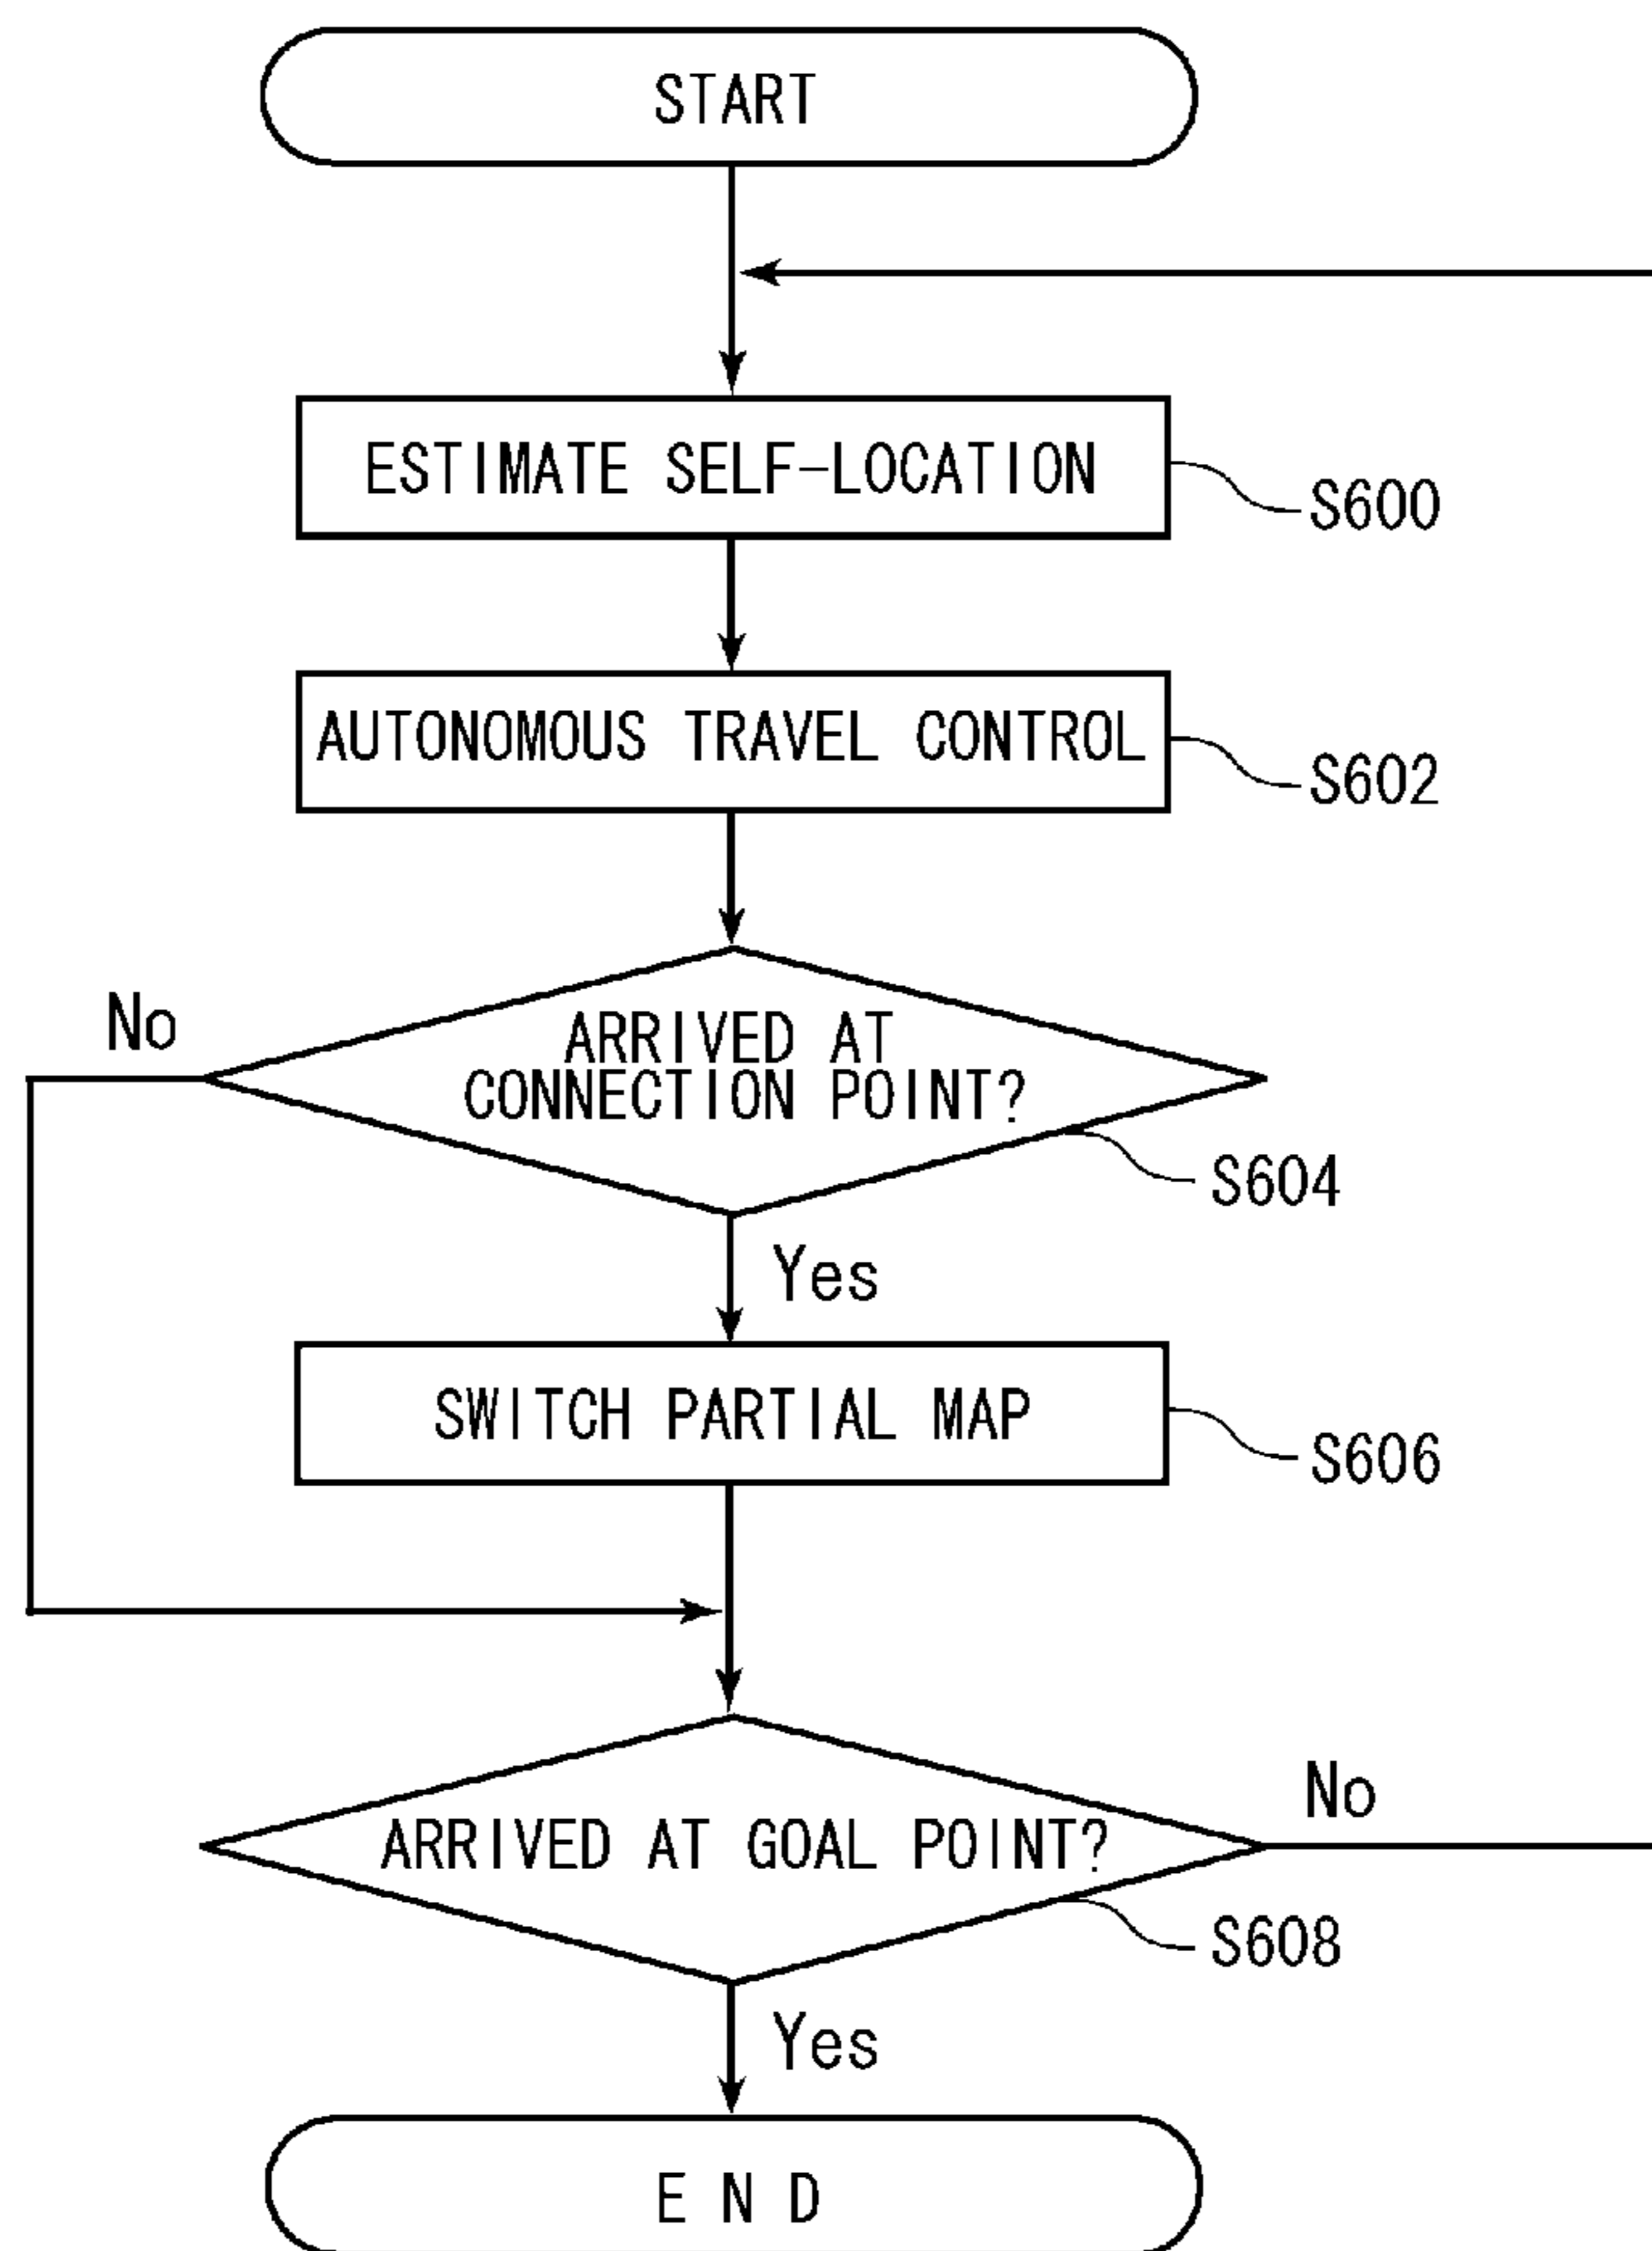 START
ESTIMATE SELF-LOCATION
S600
AUTONOMOUS TRAVEL CONTROL
S602
No
ARRIVED AT
CONNECTION POINT?
S604
Yes
SWITCH PARTIAL MAP
S606
No
ARRIVED AT GOAL POINT?
S608
Yes
END